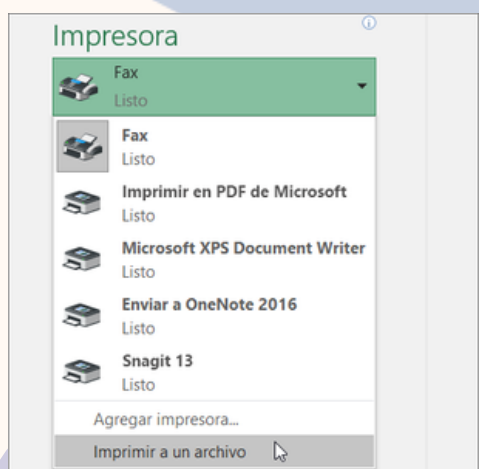 Impresora
Fax
Listo
Fax
Listo
Imprimir en PDF de Microsoft
Listo
Microsoft XPS Document Writer
Listo
Enviar a OneNote 2016
Listo
Snagit 13
Listo
Agregar impresora...
Imprimir a un archivo